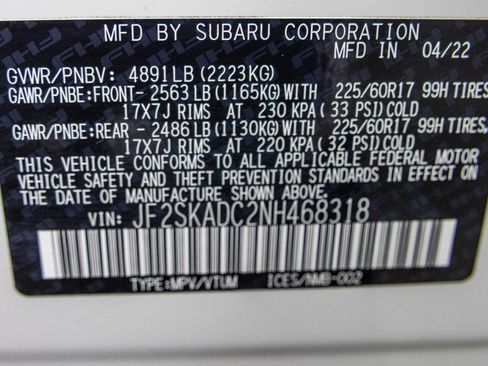 MFD BY SUBARU CORPORATION
MFD IN 04/22
GVWR/PNBV: 4891LB(2223KG)
GAWR/PNBE:FRONT- 2563LB(1165KG)WITH 225/60R17 99H TIRES,
17X7J RIMS AT 230 KPA(33 PSI)COLD
GAWR/PNBE:REAR - 2486LB(1130KG)WITH 225/60R17 99H TIRES,
17X7J RIMS AT 220 KPA(32 PSI)COLD
THIS VEHICLE CONFORMS TO ALL APPLICABLE FEDERAL MOTOR
VEHICLE SAFETY AND THEFT PREVENTION STANDARDS IN EFFECT
ON THE DATE OF MANUFACTURE SHOWN ABOVE.
VIN: JF2SKADC2NH468318
TYPE:MPV/VTUM ICES/NMB-002